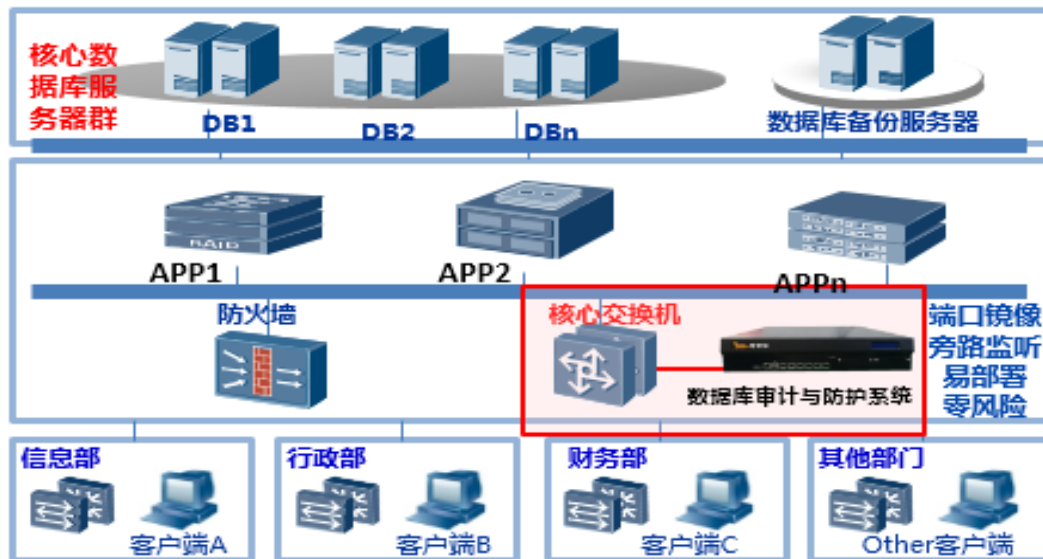 核心数
据库服
务器群
DB1
DB2
DBn
数据库备份服务器
RAID
APP1
APP2
APPn
防火墙
核心交换机
数据库审计与防护系统
端口镜像
旁路监听
易部署
零风险
信息部
客户端A
行政部
客户端B
财务部
客户端C
其他部门
Other客户端